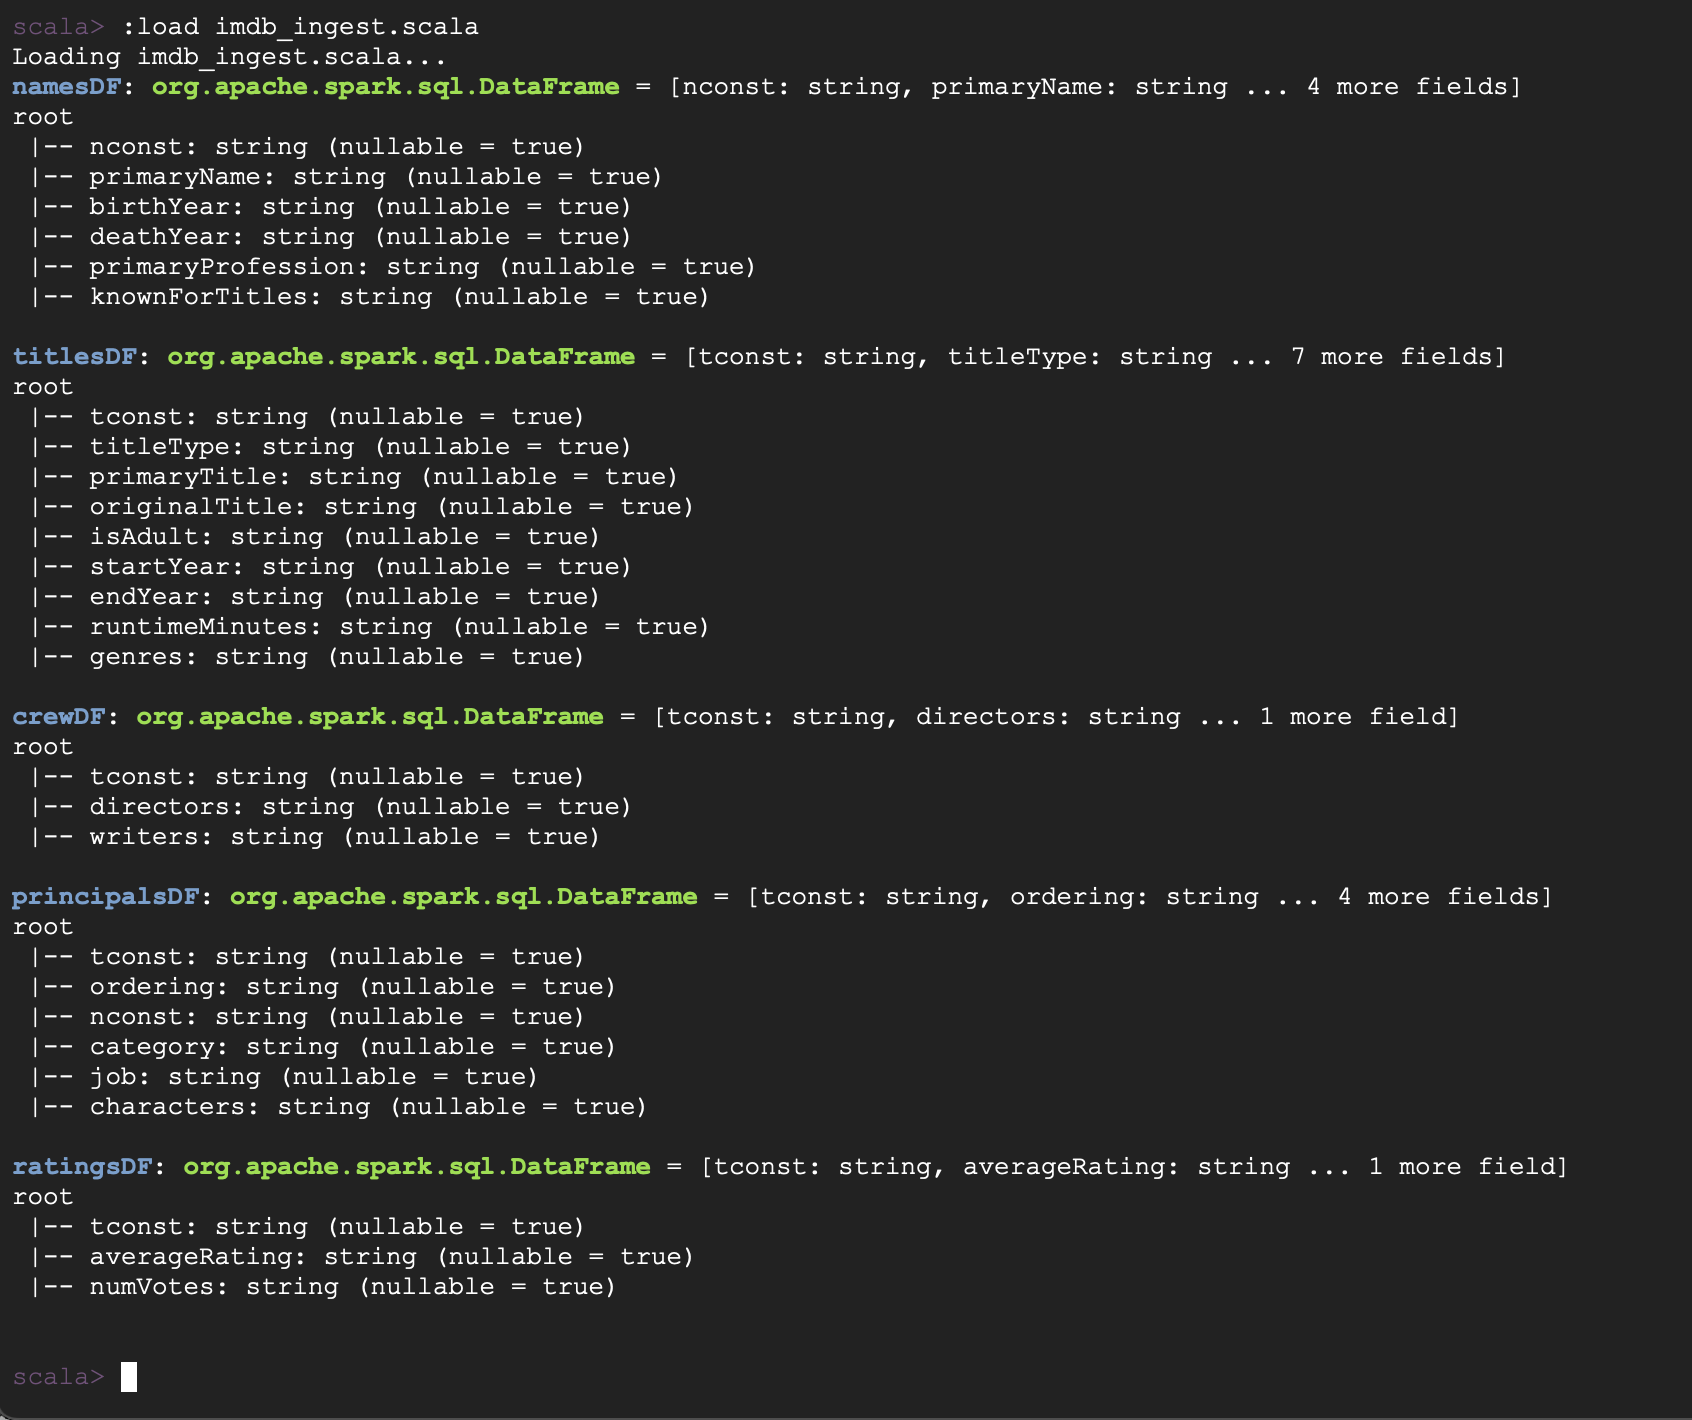 scala> :load imdb_ingest.scala
Loading imdb_ingest.scala...
namesDF: org.apache.spark.sql.DataFrame = [nconst: string, primaryName: string ... 4 more fields]
root
 |-- nconst: string (nullable = true)
 |-- primaryName: string (nullable = true)
 |-- birthYear: string (nullable = true)
 |-- deathYear: string (nullable = true)
 |-- primaryProfession: string (nullable = true)
 |-- knownForTitles: string (nullable = true)

titlesDF: org.apache.spark.sql.DataFrame = [tconst: string, titleType: string ... 7 more fields]
root
 |-- tconst: string (nullable = true)
 |-- titleType: string (nullable = true)
 |-- primaryTitle: string (nullable = true)
 |-- originalTitle: string (nullable = true)
 |-- isAdult: string (nullable = true)
 |-- startYear: string (nullable = true)
 |-- endYear: string (nullable = true)
 |-- runtimeMinutes: string (nullable = true)
 |-- genres: string (nullable = true)

crewDF: org.apache.spark.sql.DataFrame = [tconst: string, directors: string ... 1 more field]
root
 |-- tconst: string (nullable = true)
 |-- directors: string (nullable = true)
 |-- writers: string (nullable = true)

principalsDF: org.apache.spark.sql.DataFrame = [tconst: string, ordering: string ... 4 more fields]
root
 |-- tconst: string (nullable = true)
 |-- ordering: string (nullable = true)
 |-- nconst: string (nullable = true)
 |-- category: string (nullable = true)
 |-- job: string (nullable = true)
 |-- characters: string (nullable = true)

ratingsDF: org.apache.spark.sql.DataFrame = [tconst: string, averageRating: string ... 1 more field]
root
 |-- tconst: string (nullable = true)
 |-- averageRating: string (nullable = true)
 |-- numVotes: string (nullable = true)

scala>